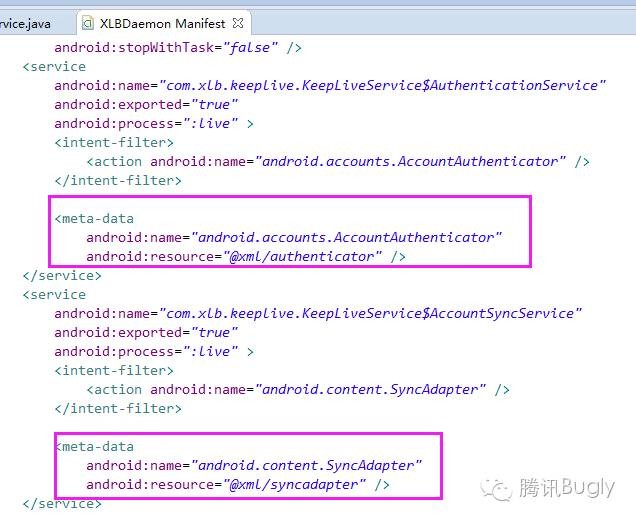 rvice.java
XLBDaemon Manifest
android:stopWithTask="false" />
<service
android:name="com.xlb.keeplive.KeepLiveService$AuthenticationService"
android:exported="true"
android:process=":live" >
<intent-filter>
<action android:name="android.accounts.AccountAuthenticator" />
</intent-filter>
<meta-data
android:name="android.accounts.AccountAuthenticator"
android:resource="@xml/authenticator" />
</service>
<service
android:name="com.xlb.keeplive.KeepLiveService$AccountSyncService"
android:exported="true"
android:process=":live" >
<intent-filter>
<action android:name="android.content.SyncAdapter" />
</intent-filter>
<meta-data
android:name="android.content.SyncAdapter"
android:resource="@xml/syncadapter" />
</service>
腾讯Bugly